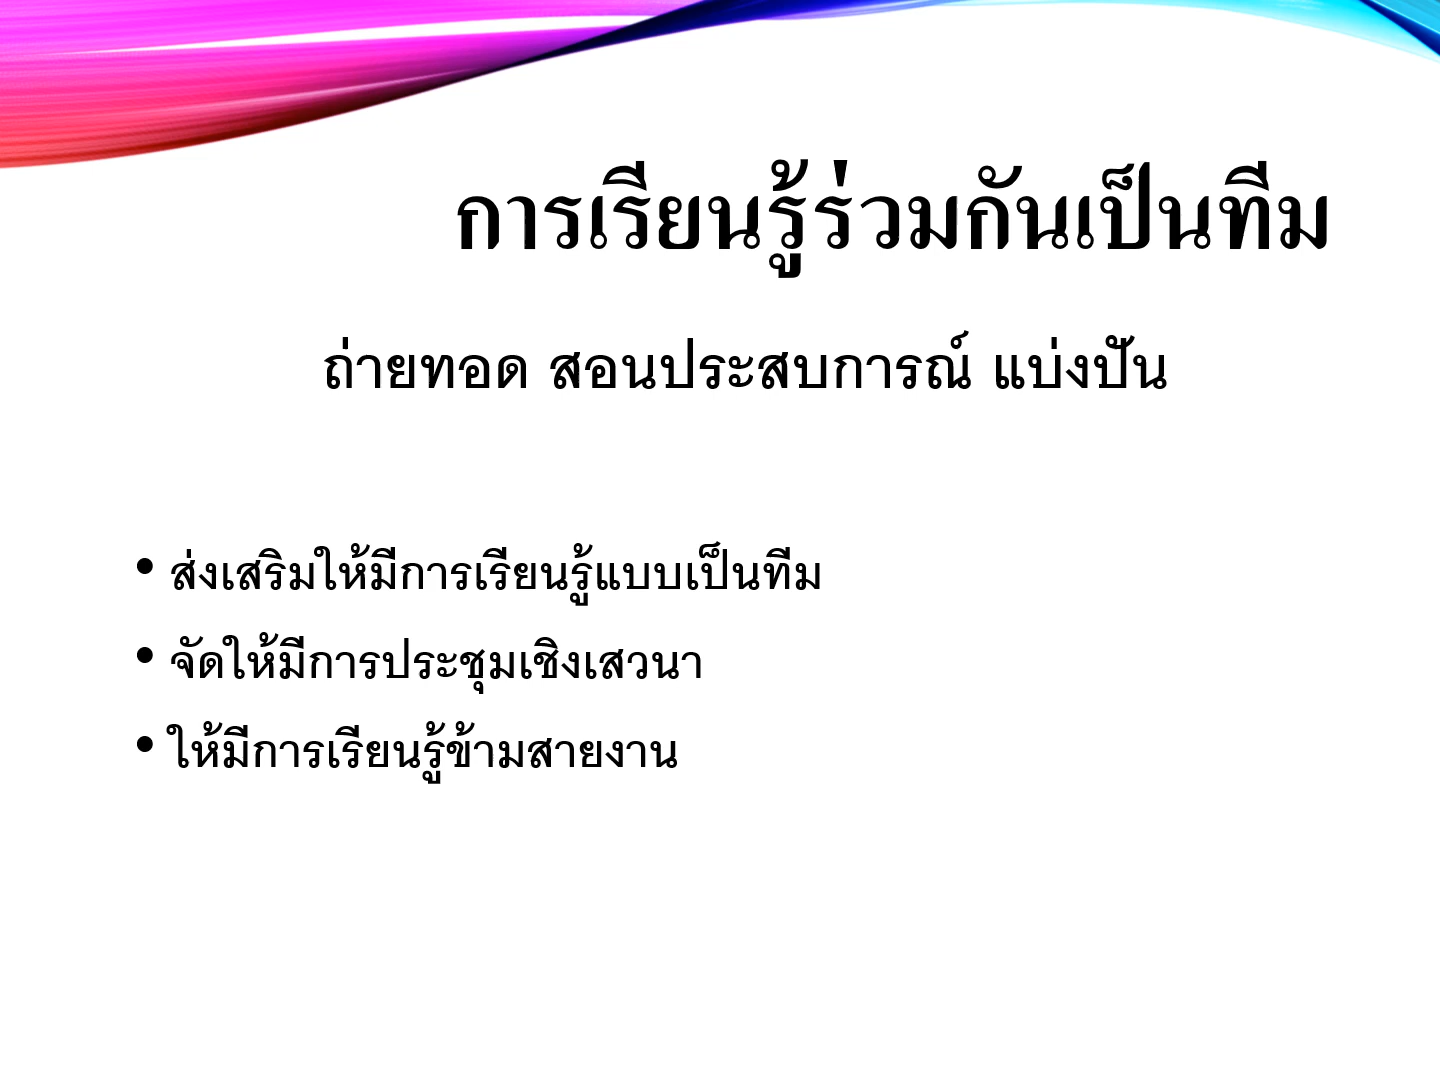 การเรียนรู้ร่วมกันเป็นทีม
ถ่ายทอด สอนประสบการณ์ แบ่งปัน
• ส่งเสริมให้มีการเรียนรู้แบบเป็นทีม
• จัดให้มีการประชุมเชิงเสวนา
• ให้มีการเรียนรู้ข้ามสายงาน